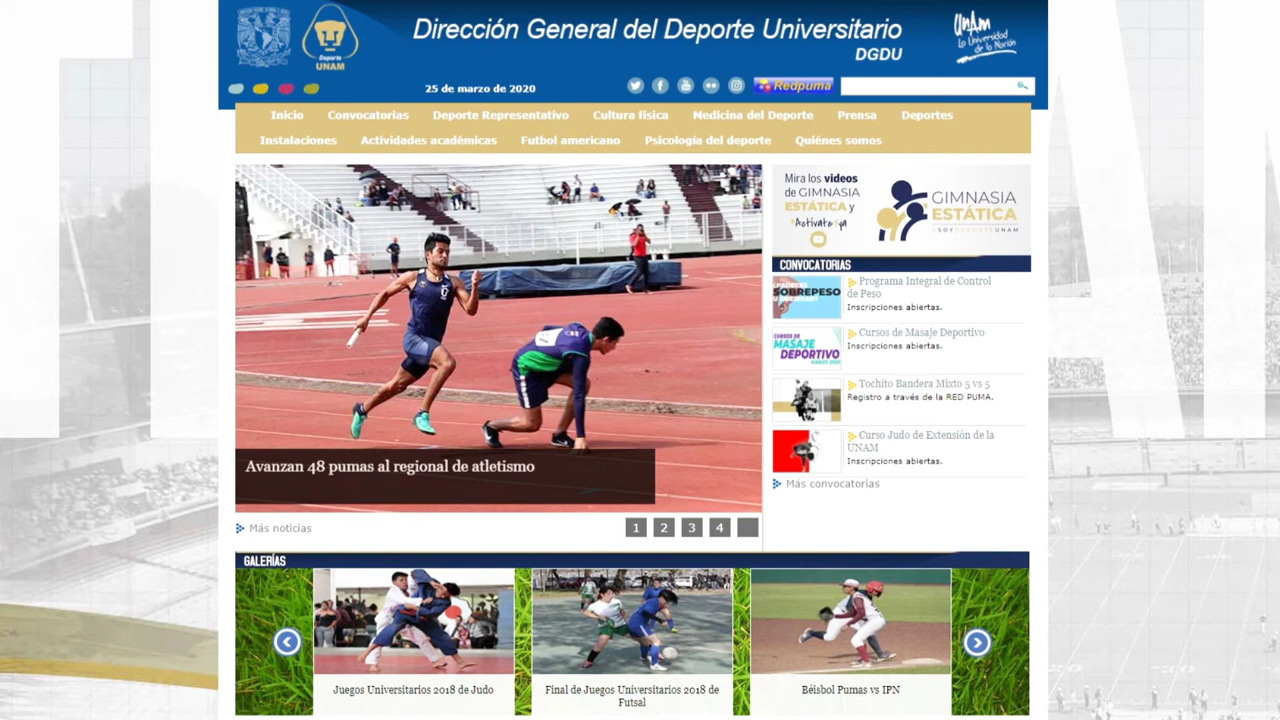 Dirección General del Deporte Universitario
DGDU
Deporte
UNAM
UNAM
La Universidad
de la Nación
25 de marzo de 2020
Redpuma
Inicio Convocatorias Deporte Representativo Cultura física Medicina del Deporte Prensa Deportes
Instalaciones Actividades académicas Futbol americano Psicología del deporte Quiénes somos
Mira los videos
de GIMNASIA
ESTÁTICA y
#Actívate ya
GIMNASIA
ESTÁTICA
#SOYDEPORTEUNAM
CONVOCATORIAS
SOBREPESO
Programa Integral de Control
de Peso
Inscripciones abiertas.
CURSOS DE
MASAJE
DEPORTIVO
Cursos de Masaje Deportivo
Inscripciones abiertas.
Tochito Bandera Mixto 5 vs 5
Registro a través de la RED PUMA.
Curso Judo de Extensión de la
UNAM
Inscripciones abiertas.
Más convocatorias
Avanzan 48 pumas al regional de atletismo
Más noticias
1 2 3 4
GALERÍAS
Juegos Universitarios 2018 de Judo
Final de Juegos Universitarios 2018 de
Futsal
Béisbol Pumas vs IPN